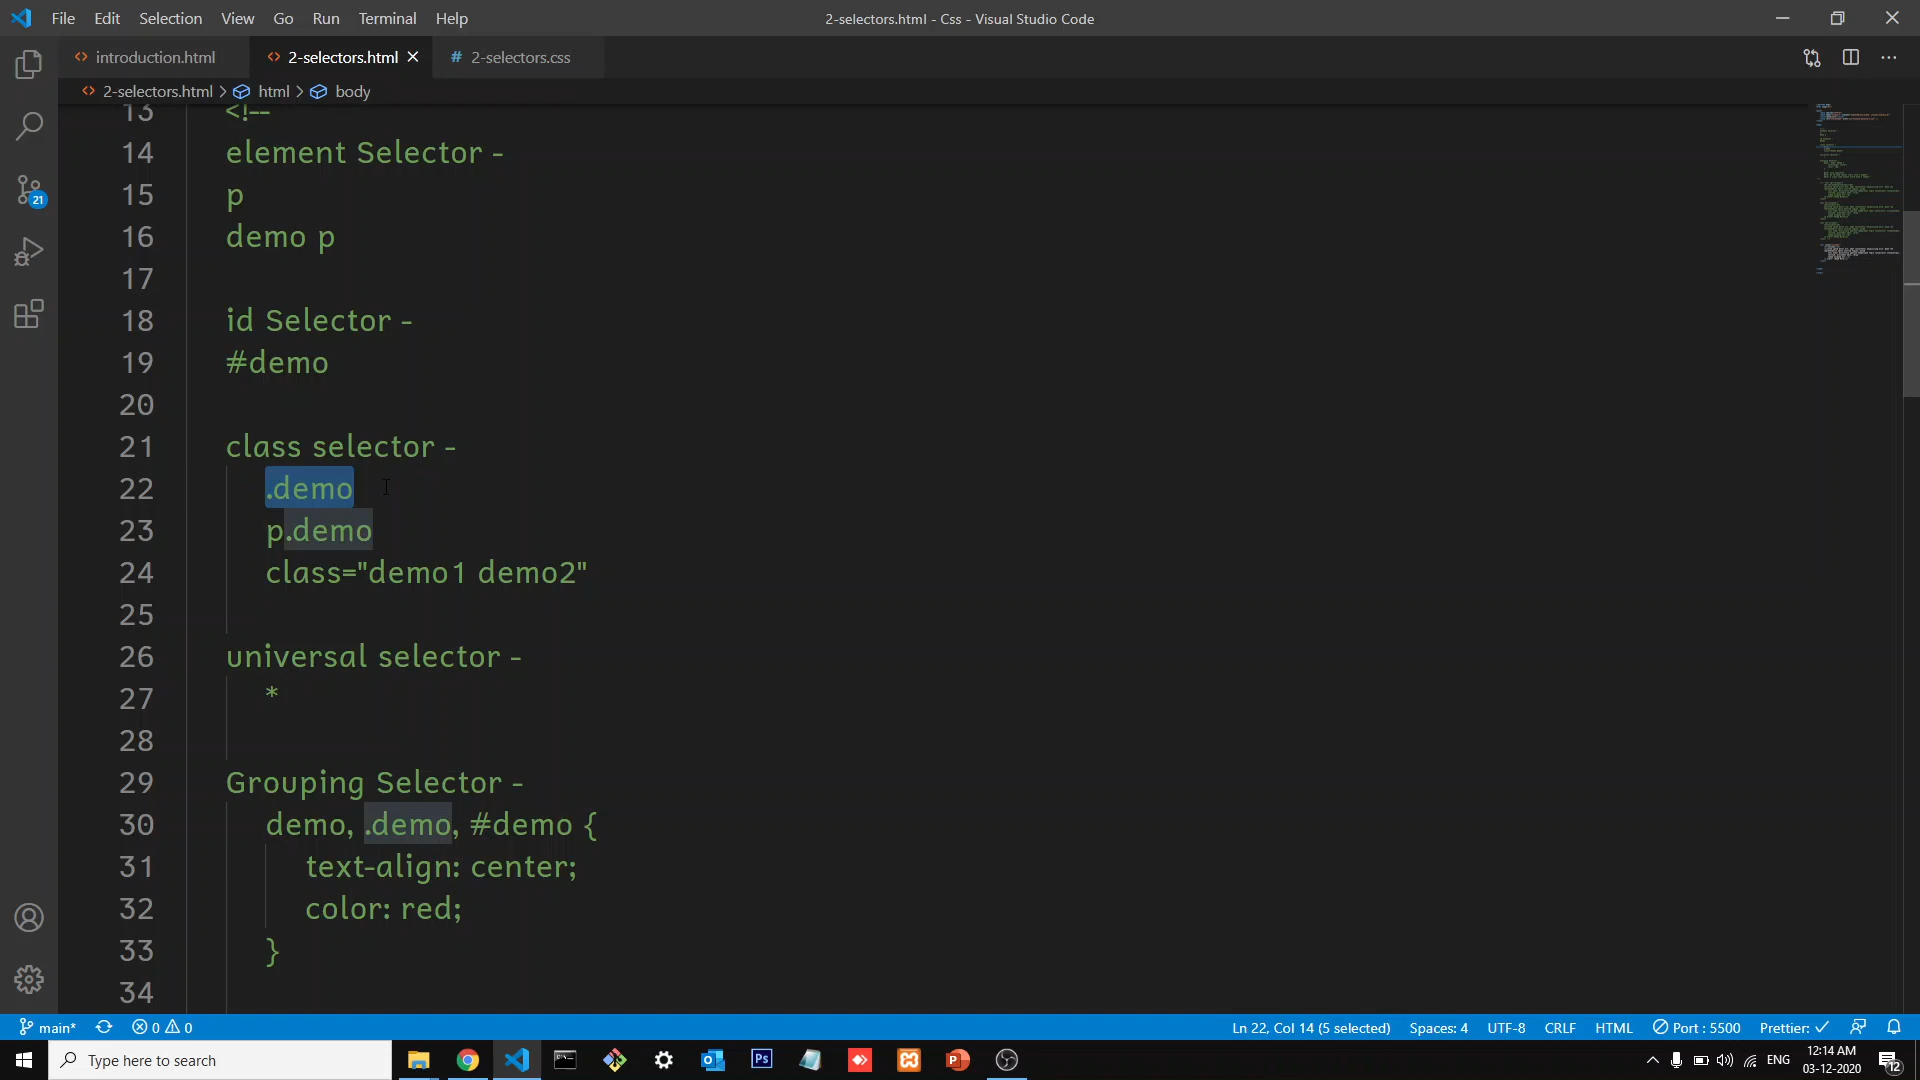 File Edit Selection View Go Run Terminal Help
2-selectors.html - Css - Visual Studio Code
introduction.html
2-selectors.html
# 2-selectors.css
2-selectors.html > html > body
13 <!--
14 element Selector -
15 p
16 demo p
17
18 id Selector -
19 #demo
20
21 class selector -
22 .demo
23 p.demo
24 class="demo1 demo2"
25
26 universal selector -
27 *
28
29 Grouping Selector -
30 demo, .demo, #demo {
31 text-align: center;
32 color: red;
33 }
34
21
main* 0 0
Ln 22, Col 14 (5 selected) Spaces: 4 UTF-8 CRLF HTML Port : 5500 Prettier: ✓
Type here to search
Ps
ENG
12:14 AM
03-12-2020
12